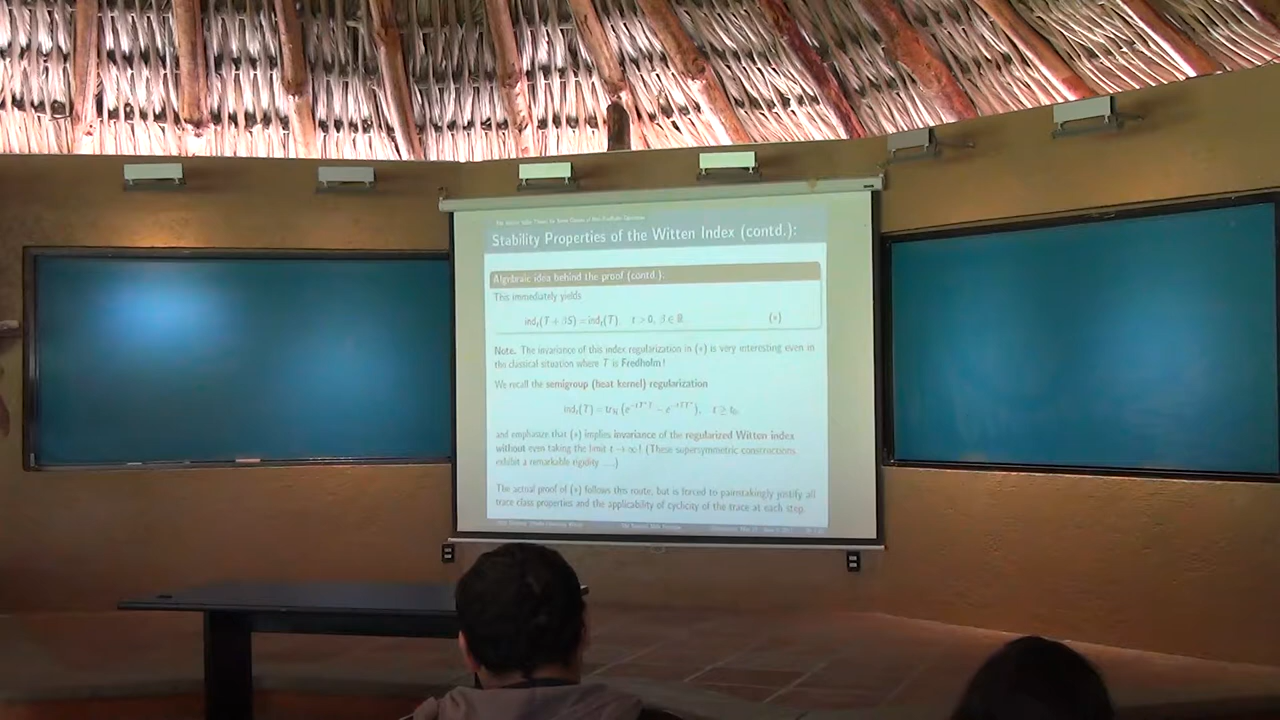 Stability Properties of the Witten Index (contd.):
Algebraic idea behind the proof (contd.).
This immediately yields
ind_t(T + βS) = ind_t(T), t > 0, β ∈ ℝ. (∗)
Note. The invariance of this index regularization in (∗) is very interesting even in
the classical situation where T is Fredholm!
We recall the semigroup (heat kernel) regularization
ind_t(T) = tr_ℋ (e^{−tT*T} − e^{−tTT*}), t ≥ t₀,
and emphasize that (∗) implies invariance of the regularized Witten index
without even taking the limit t → ∞! (These supersymmetric constructions
exhibit a remarkable rigidity ....)
The actual proof of (∗) follows this route, but is forced to painstakingly justify all
trace class properties and the applicability of cyclicity of the trace at each step.